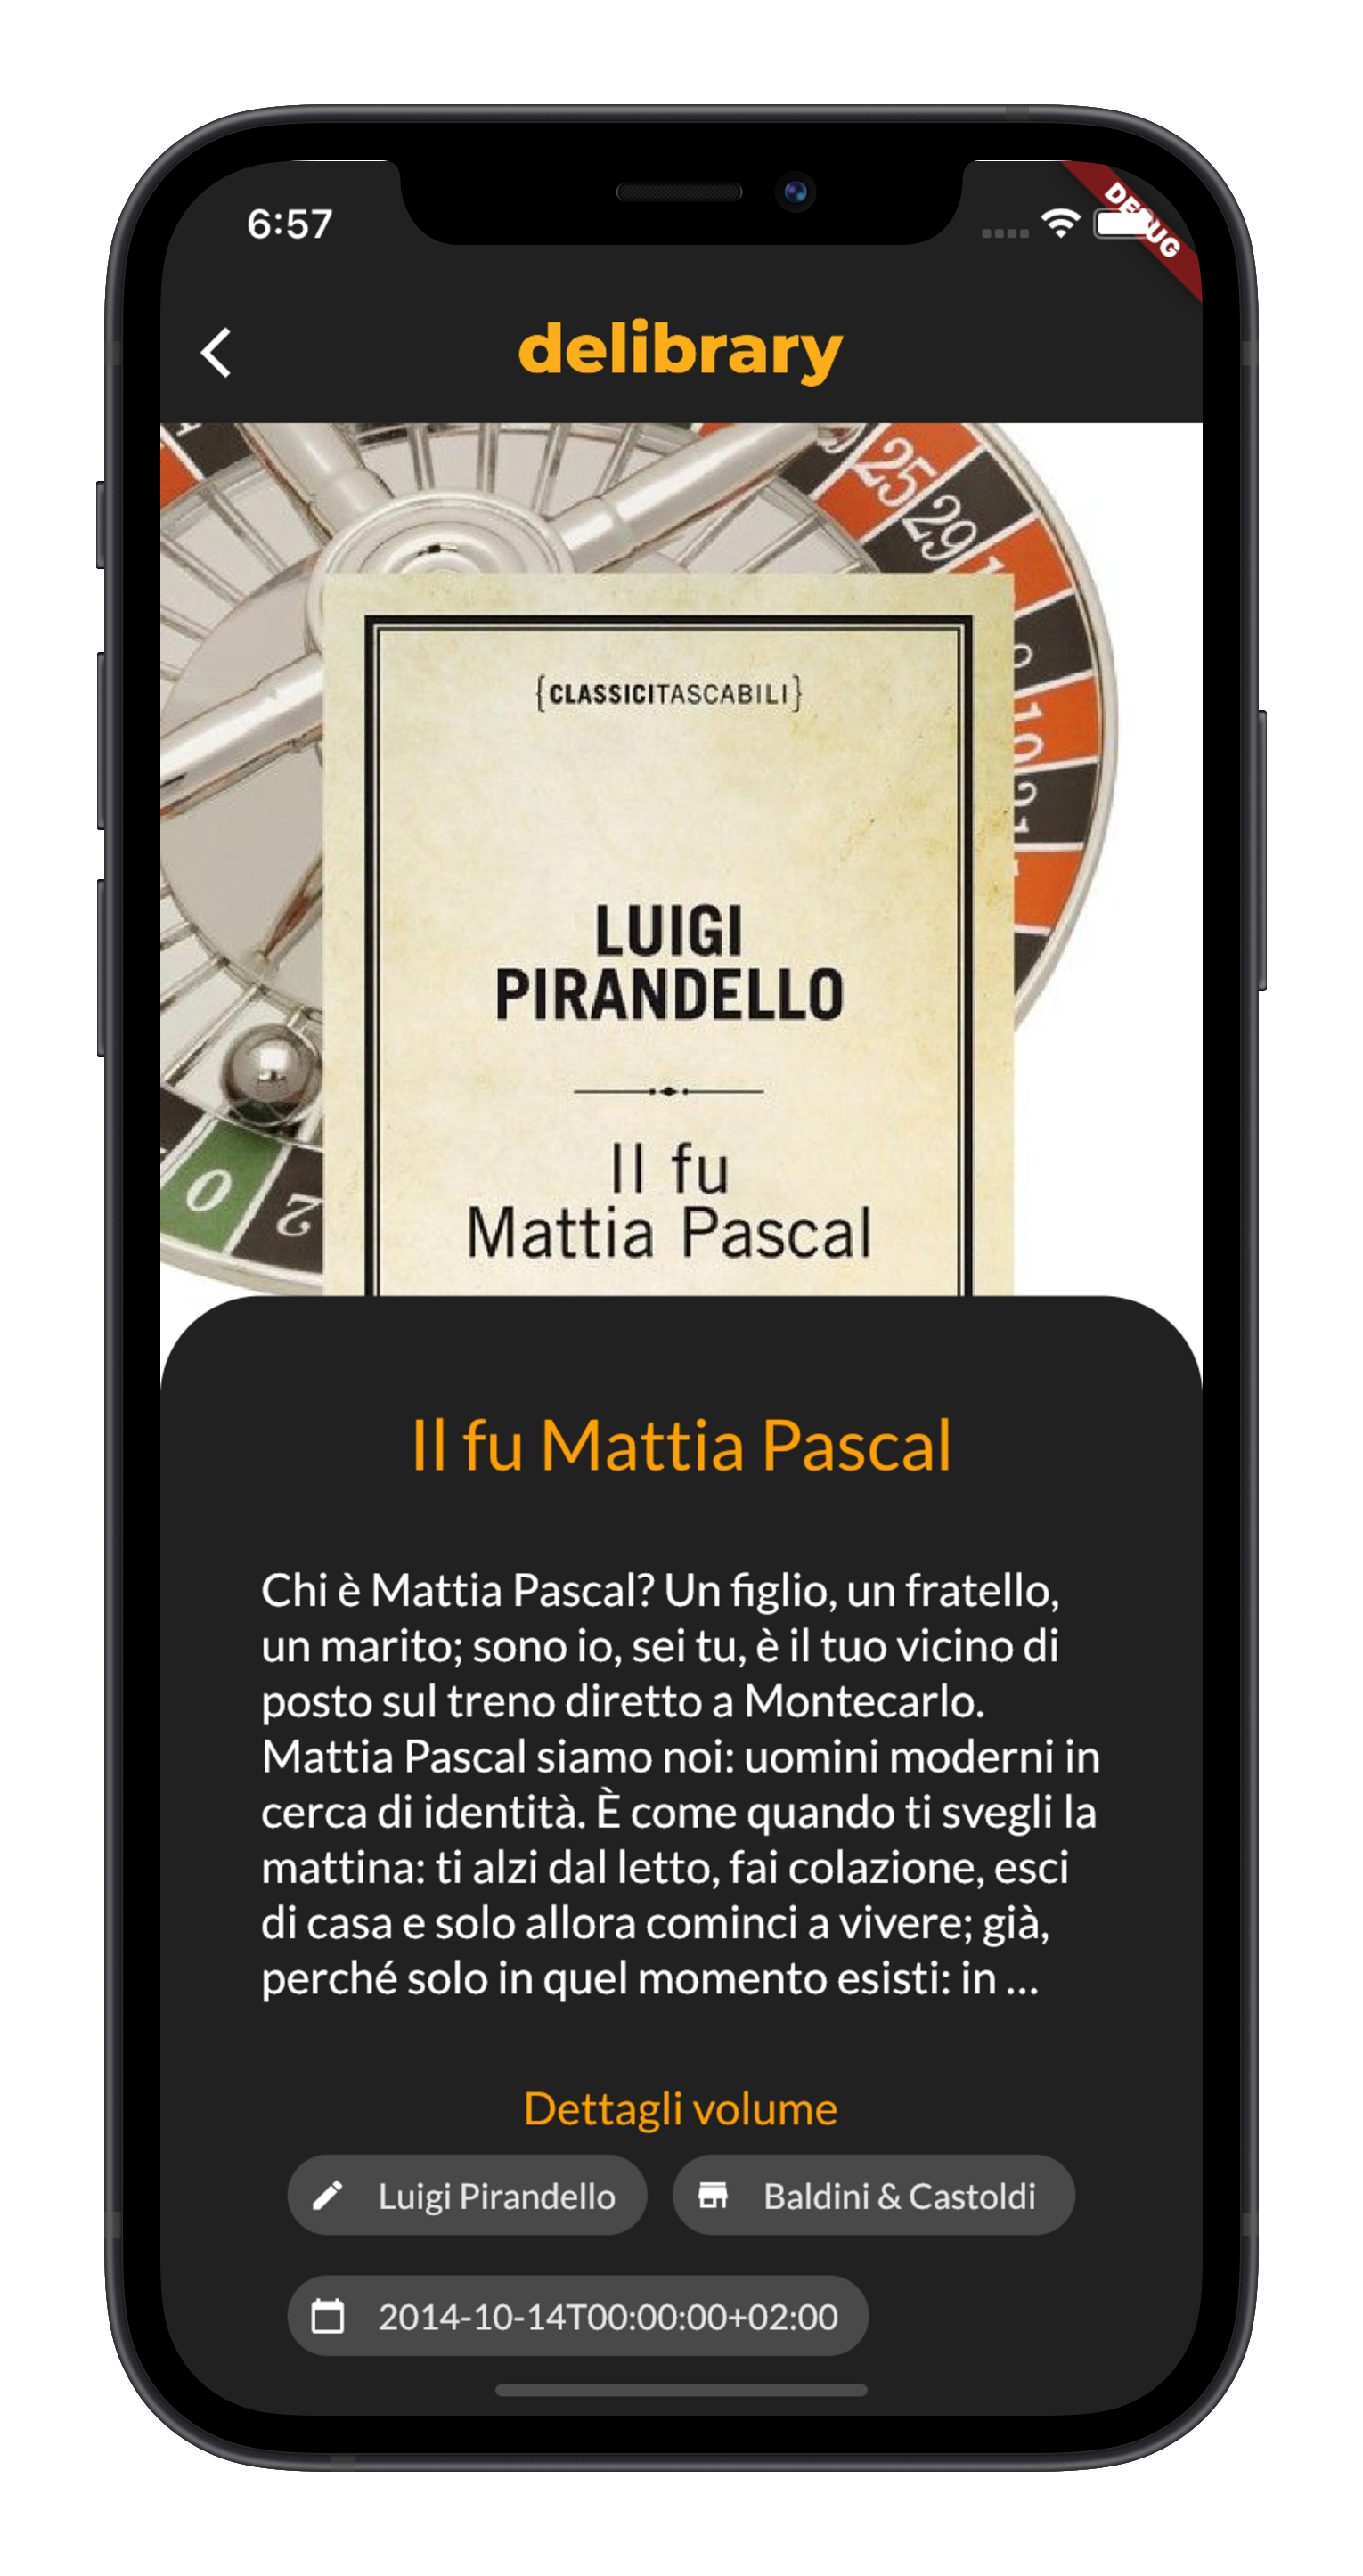 6:57
DEBUG
delibrary
25
29
10
21
{CLASSICITASCABILI}
LUIGI
PIRANDELLO
Il fu
Mattia Pascal
0
2
Il fu Mattia Pascal
Chi è Mattia Pascal? Un figlio, un fratello,
un marito; sono io, sei tu, è il tuo vicino di
posto sul treno diretto a Montecarlo.
Mattia Pascal siamo noi: uomini moderni in
cerca di identità. È come quando ti svegli la
mattina: ti alzi dal letto, fai colazione, esci
di casa e solo allora cominci a vivere; già,
perché solo in quel momento esisti: in ...
Dettagli volume
Luigi Pirandello
Baldini & Castoldi
2014-10-14T00:00:00+02:00